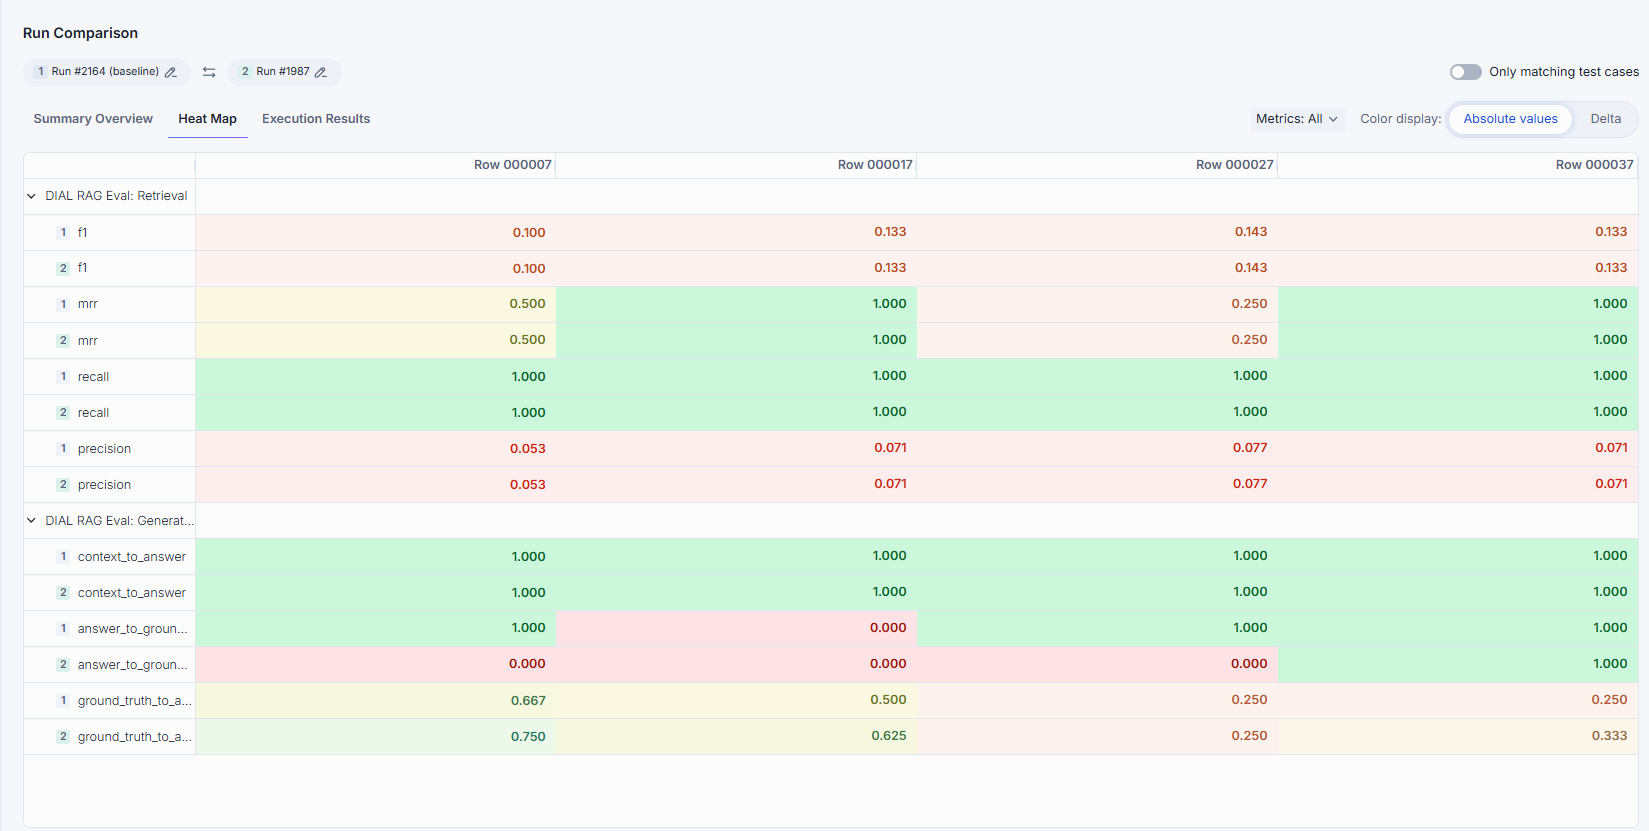 Run Comparison
1 Run #2164 (baseline) 2 Run #1987 Only matching test cases
Summary Overview Heat Map Execution Results Metrics: All Color display: Absolute values Delta
Row 000007 Row 000017 Row 000027 Row 000037
DIAL RAG Eval: Retrieval
1 f1 0.100 0.133 0.143 0.133
2 f1 0.100 0.133 0.143 0.133
1 mrr 0.500 1.000 0.250 1.000
2 mrr 0.500 1.000 0.250 1.000
1 recall 1.000 1.000 1.000 1.000
2 recall 1.000 1.000 1.000 1.000
1 precision 0.053 0.071 0.077 0.071
2 precision 0.053 0.071 0.077 0.071
DIAL RAG Eval: Generat...
1 context_to_answer 1.000 1.000 1.000 1.000
2 context_to_answer 1.000 1.000 1.000 1.000
1 answer_to_groun... 1.000 0.000 1.000 1.000
2 answer_to_groun... 0.000 0.000 0.000 1.000
1 ground_truth_to_a... 0.667 0.500 0.250 0.250
2 ground_truth_to_a... 0.750 0.625 0.250 0.333